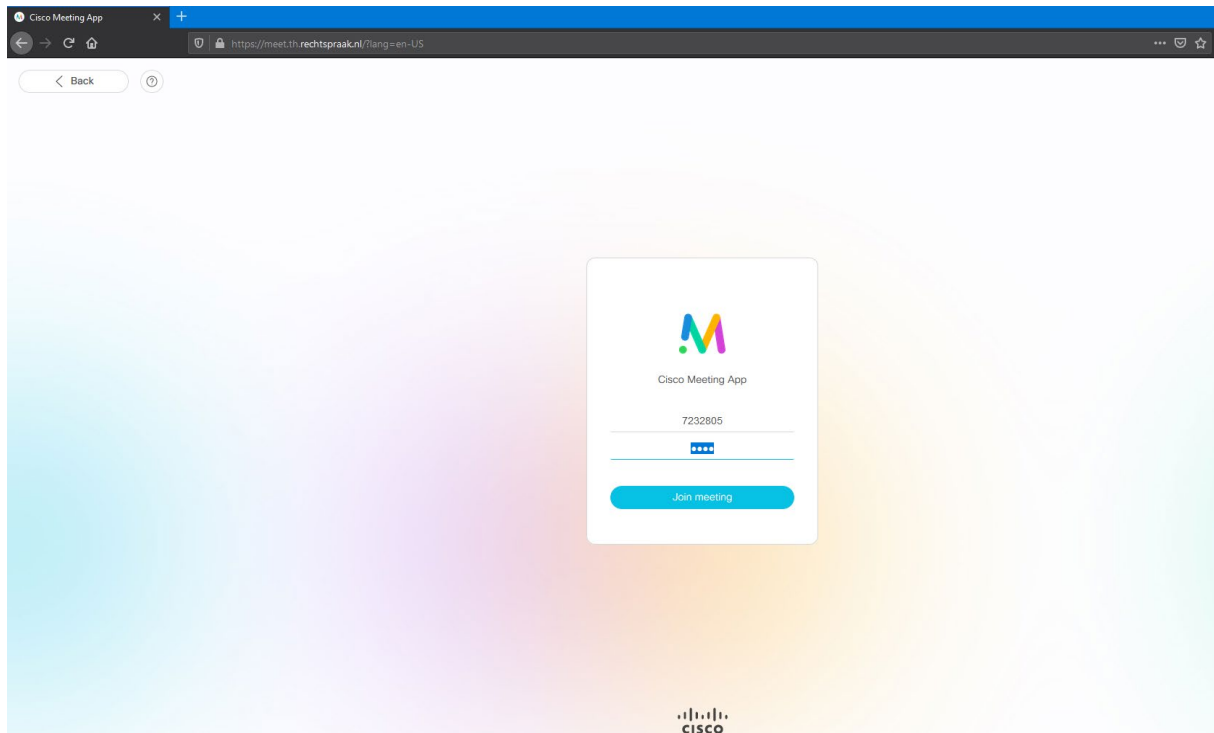 Cisco Meeting App
https://meet.th.rechtspraak.nl/?lang=en-US
Back
Cisco Meeting App
7232805
••••
Join meeting
CISCO